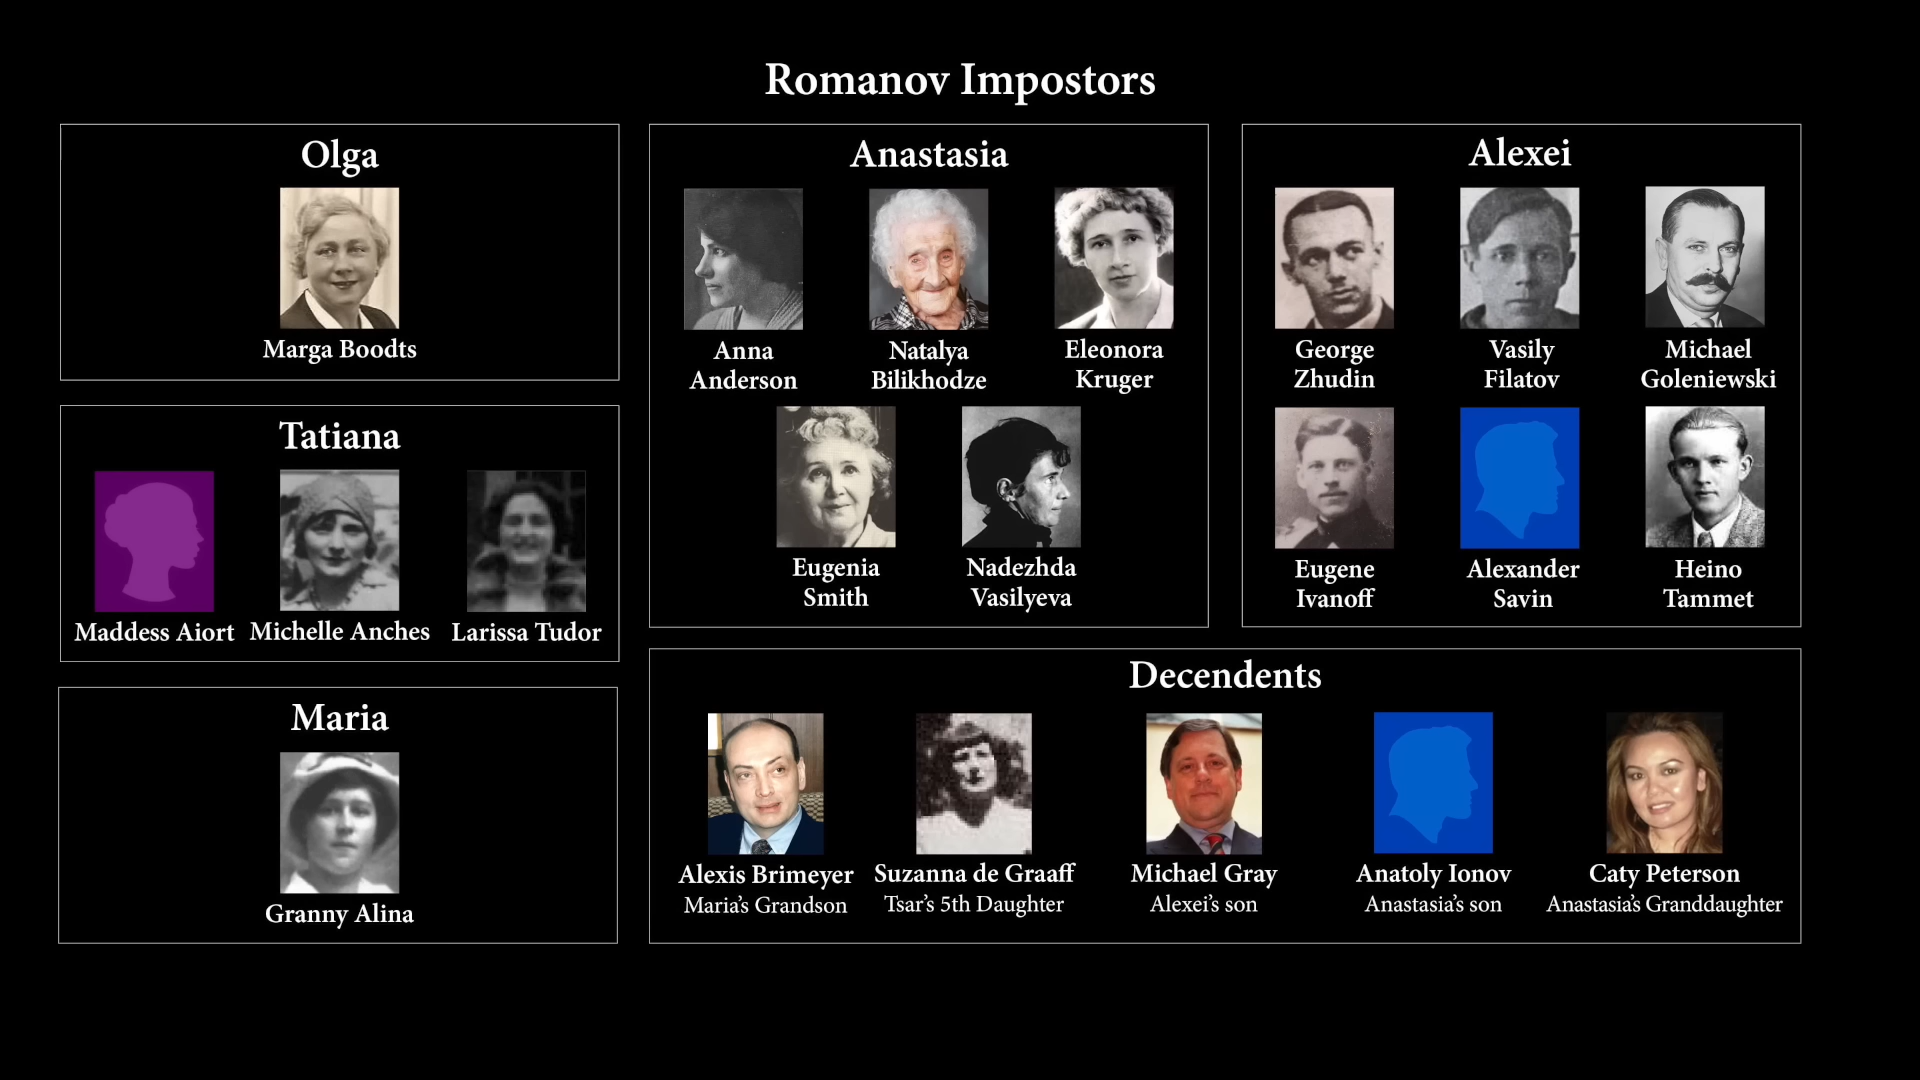 Romanov Impostors
Olga
Marga Boodts
Tatiana
Maddess Aiort
Michelle Anches
Larissa Tudor
Maria
Granny Alina
Anastasia
Anna
Anderson
Natalya
Bilikhodze
Eleonora
Kruger
Eugenia
Smith
Nadezhda
Vasilyeva
Alexei
George
Zhudin
Vasily
Filatov
Michael
Goleniewski
Eugene
Ivanoff
Alexander
Savin
Heino
Tammet
Decendents
Alexis Brimeyer
Maria’s Grandson
Suzanna de Graaff
Tsar’s 5th Daughter
Michael Gray
Alexei’s son
Anatoly Ionov
Anastasia’s son
Caty Peterson
Anastasia’s Granddaughter